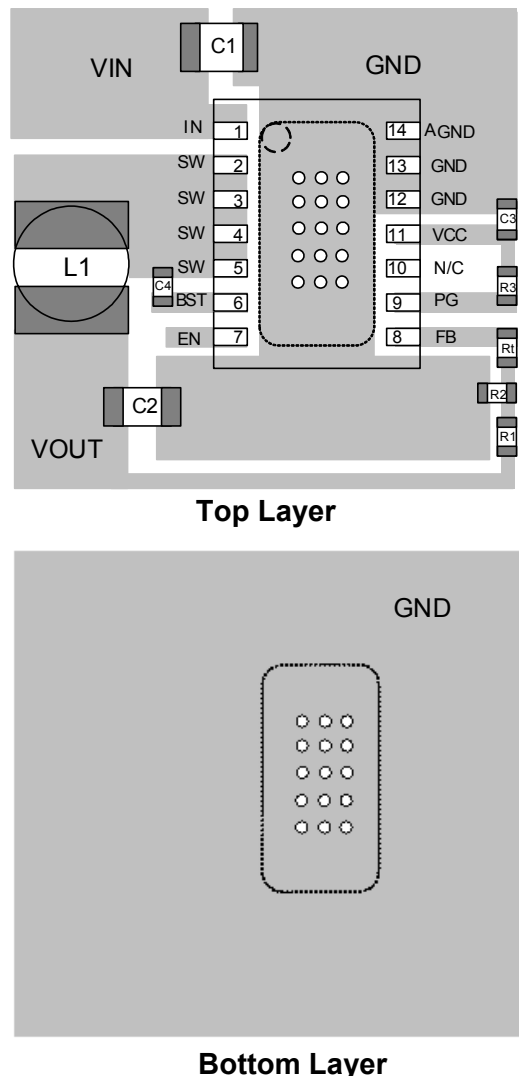 C1
VIN
GND
IN 1 14 AGND
SW 2 13 GND
SW 3 12 GND
C3
SW 4 11 VCC
L1
SW 5 10 N/C
C4
R3
BST 6 9 PG
EN 7 8 FB
Rt
R2
C2
R1
VOUT
Top Layer
GND
Bottom Layer